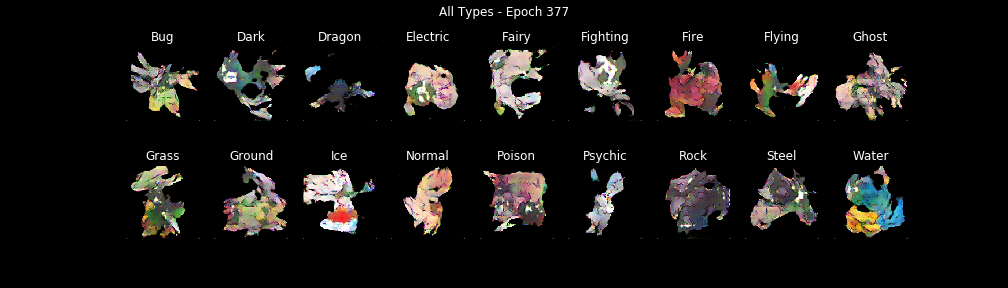 All Types - Epoch 377
Bug Dark Dragon Electric Fairy Fighting Fire Flying Ghost
Grass Ground Ice Normal Poison Psychic Rock Steel Water